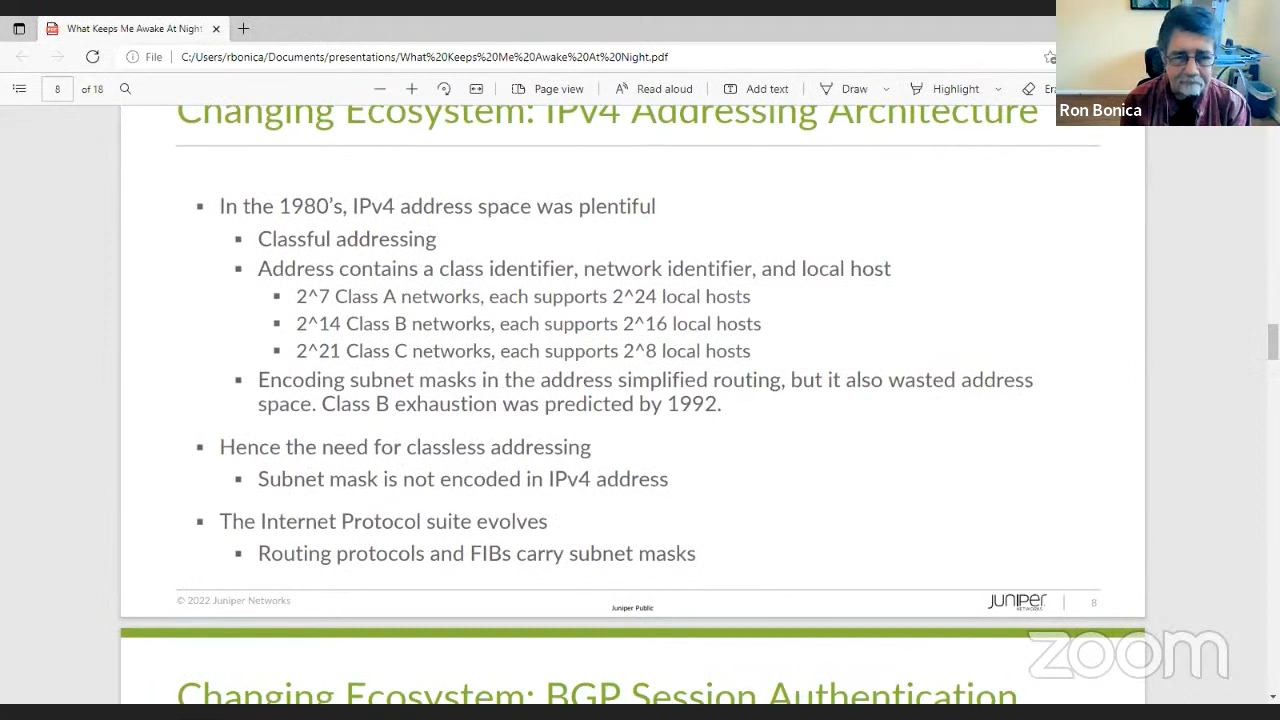 What Keeps Me Awake At Night
File C:/Users/rbonica/Documents/presentations/What%20Keeps%20Me%20Awake%20At%20Night.pdf
8 of 18
Page view
Read aloud
Add text
Draw
Highlight
Ron Bonica
Changing Ecosystem: IPv4 Addressing Architecture
In the 1980's, IPv4 address space was plentiful
Classful addressing
Address contains a class identifier, network identifier, and local host
2^7 Class A networks, each supports 2^24 local hosts
2^14 Class B networks, each supports 2^16 local hosts
2^21 Class C networks, each supports 2^8 local hosts
Encoding subnet masks in the address simplified routing, but it also wasted address
space. Class B exhaustion was predicted by 1992.
Hence the need for classless addressing
Subnet mask is not encoded in IPv4 address
The Internet Protocol suite evolves
Routing protocols and FIBs carry subnet masks
© 2022 Juniper Networks
Juniper Public
JUNIPER
NETWORKS
8
zoom
Changing Ecosystem: BGP Session Authentication